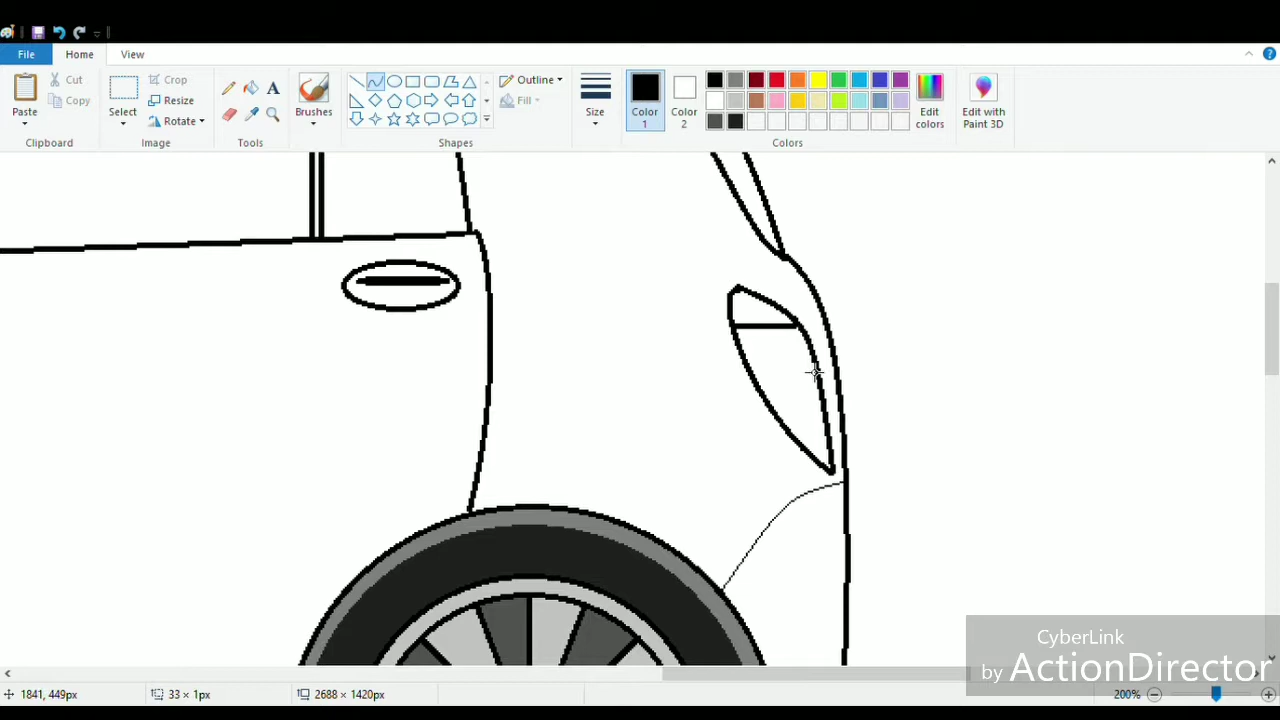 File Home View
Paste
Cut
Copy
Clipboard
Select
Crop
Resize
Rotate
Image
Tools
Brushes
Shapes
Outline
Fill
Size
Color 1
Color 2
Edit colors
Colors
Edit with Paint 3D
CyberLink
by ActionDirector
1841, 449px 33 × 1px 2688 × 1420px 200%